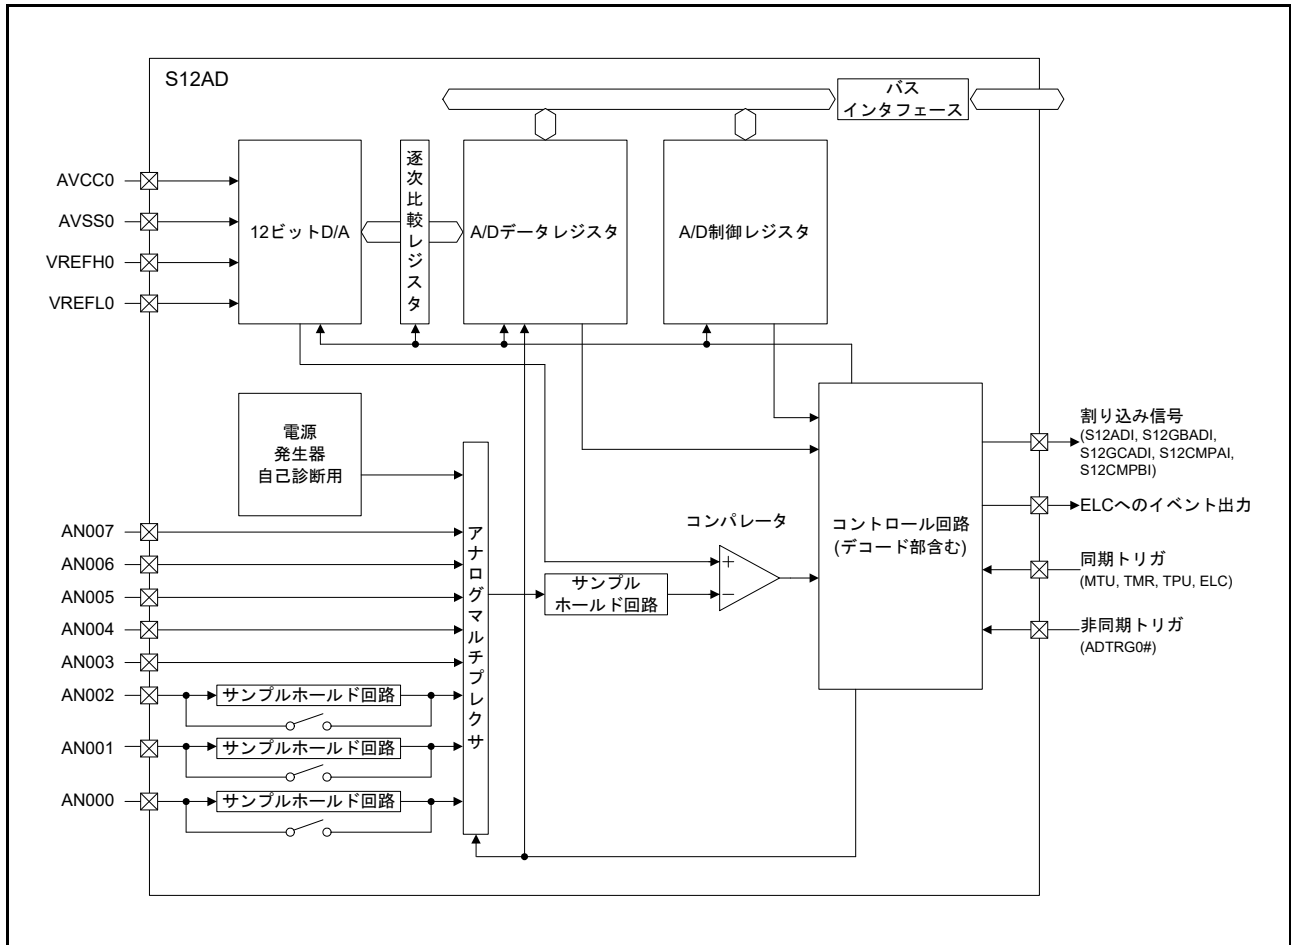 S12AD
バス
インタフェース
AVCC0
AVSS0
VREFH0
VREFL0
12ビットD/A
逐次比較レジスタ
A/Dデータレジスタ
A/D制御レジスタ
電源
発生器
自己診断用
AN007
AN006
AN005
AN004
AN003
AN002
AN001
AN000
サンプルホールド回路
サンプルホールド回路
サンプルホールド回路
アナログマルチプレクサ
サンプル
ホールド回路
コンパレータ
+
−
コントロール回路
(デコード部含む)
割り込み信号
(S12ADI, S12GBADI,
S12GCADI, S12CMPAI,
S12CMPBI)
ELCへのイベント出力
同期トリガ
(MTU, TMR, TPU, ELC)
非同期トリガ
(ADTRG0#)